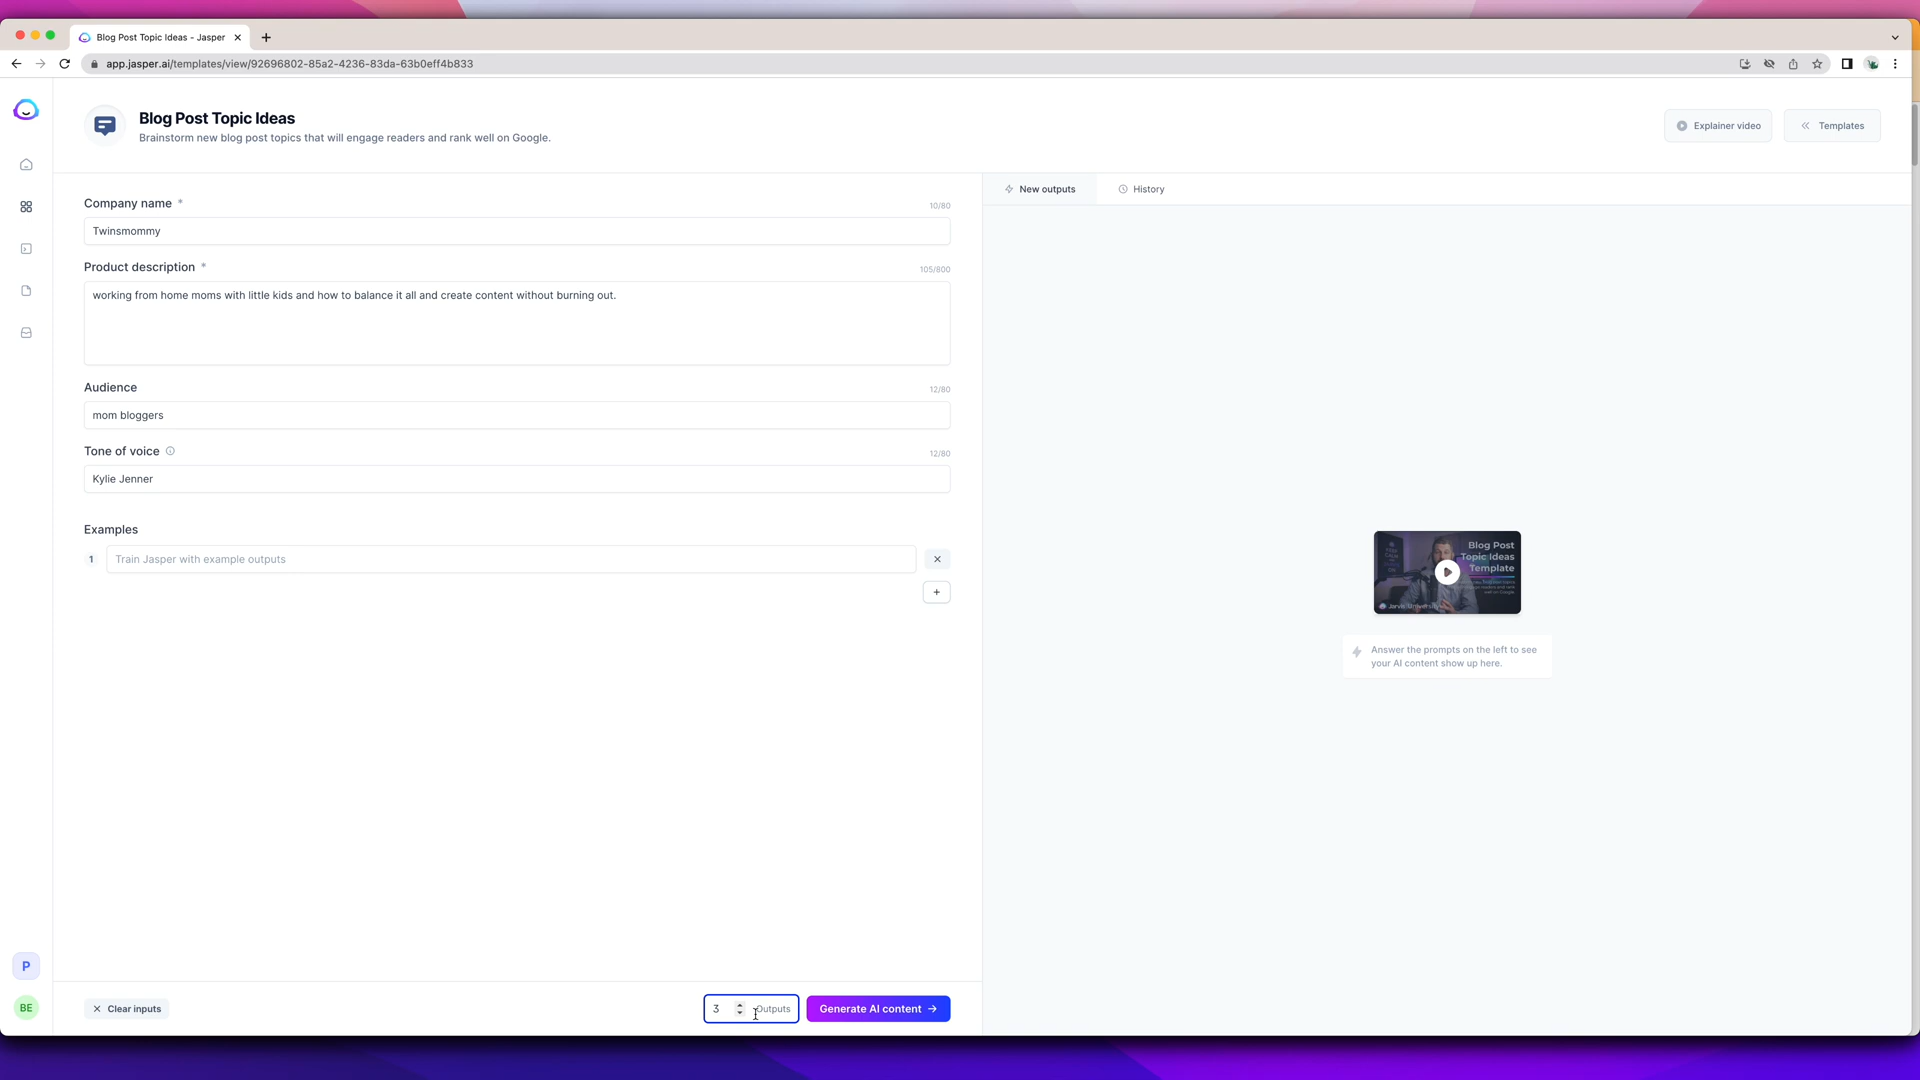 Blog Post Topic Ideas - Jasper
app.jasper.ai/templates/view/92696802-85a2-4236-83da-63b0eff4b833
Blog Post Topic Ideas
Brainstorm new blog post topics that will engage readers and rank well on Google.
Explainer video
Templates
Company name *
10/80
Twinsmommy
Product description *
105/800
working from home moms with little kids and how to balance it all and create content without burning out.
Audience
12/80
mom bloggers
Tone of voice
12/80
Kylie Jenner
Examples
1
Train Jasper with example outputs
New outputs
History
Blog Post
Topic Ideas
Template
Jarvis University
Answer the prompts on the left to see
your AI content show up here.
P
BE
Clear inputs
3
Outputs
Generate AI content